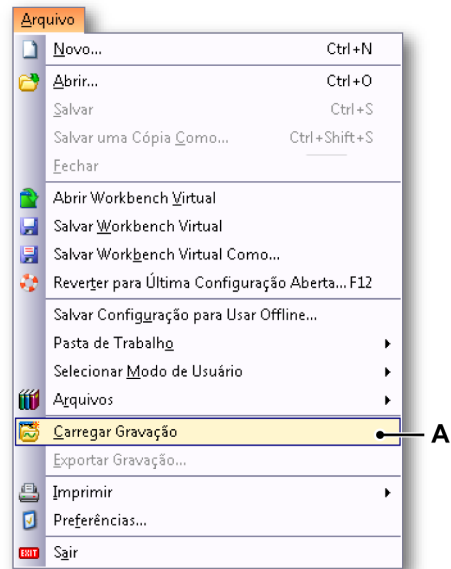 Arquivo
Novo... Ctrl+N
Abrir... Ctrl+O
Salvar Ctrl+S
Salvar uma Cópia Como... Ctrl+Shift+S
Fechar
Abrir Workbench Virtual
Salvar Workbench Virtual
Salvar Workbench Virtual Como...
Reverter para Última Configuração Aberta... F12
Salvar Configuração para Usar Offline...
Pasta de Trabalho
Selecionar Modo de Usuário
Arquivos
Carregar Gravação A
Exportar Gravação...
Imprimir
Preferências...
EXIT Sair